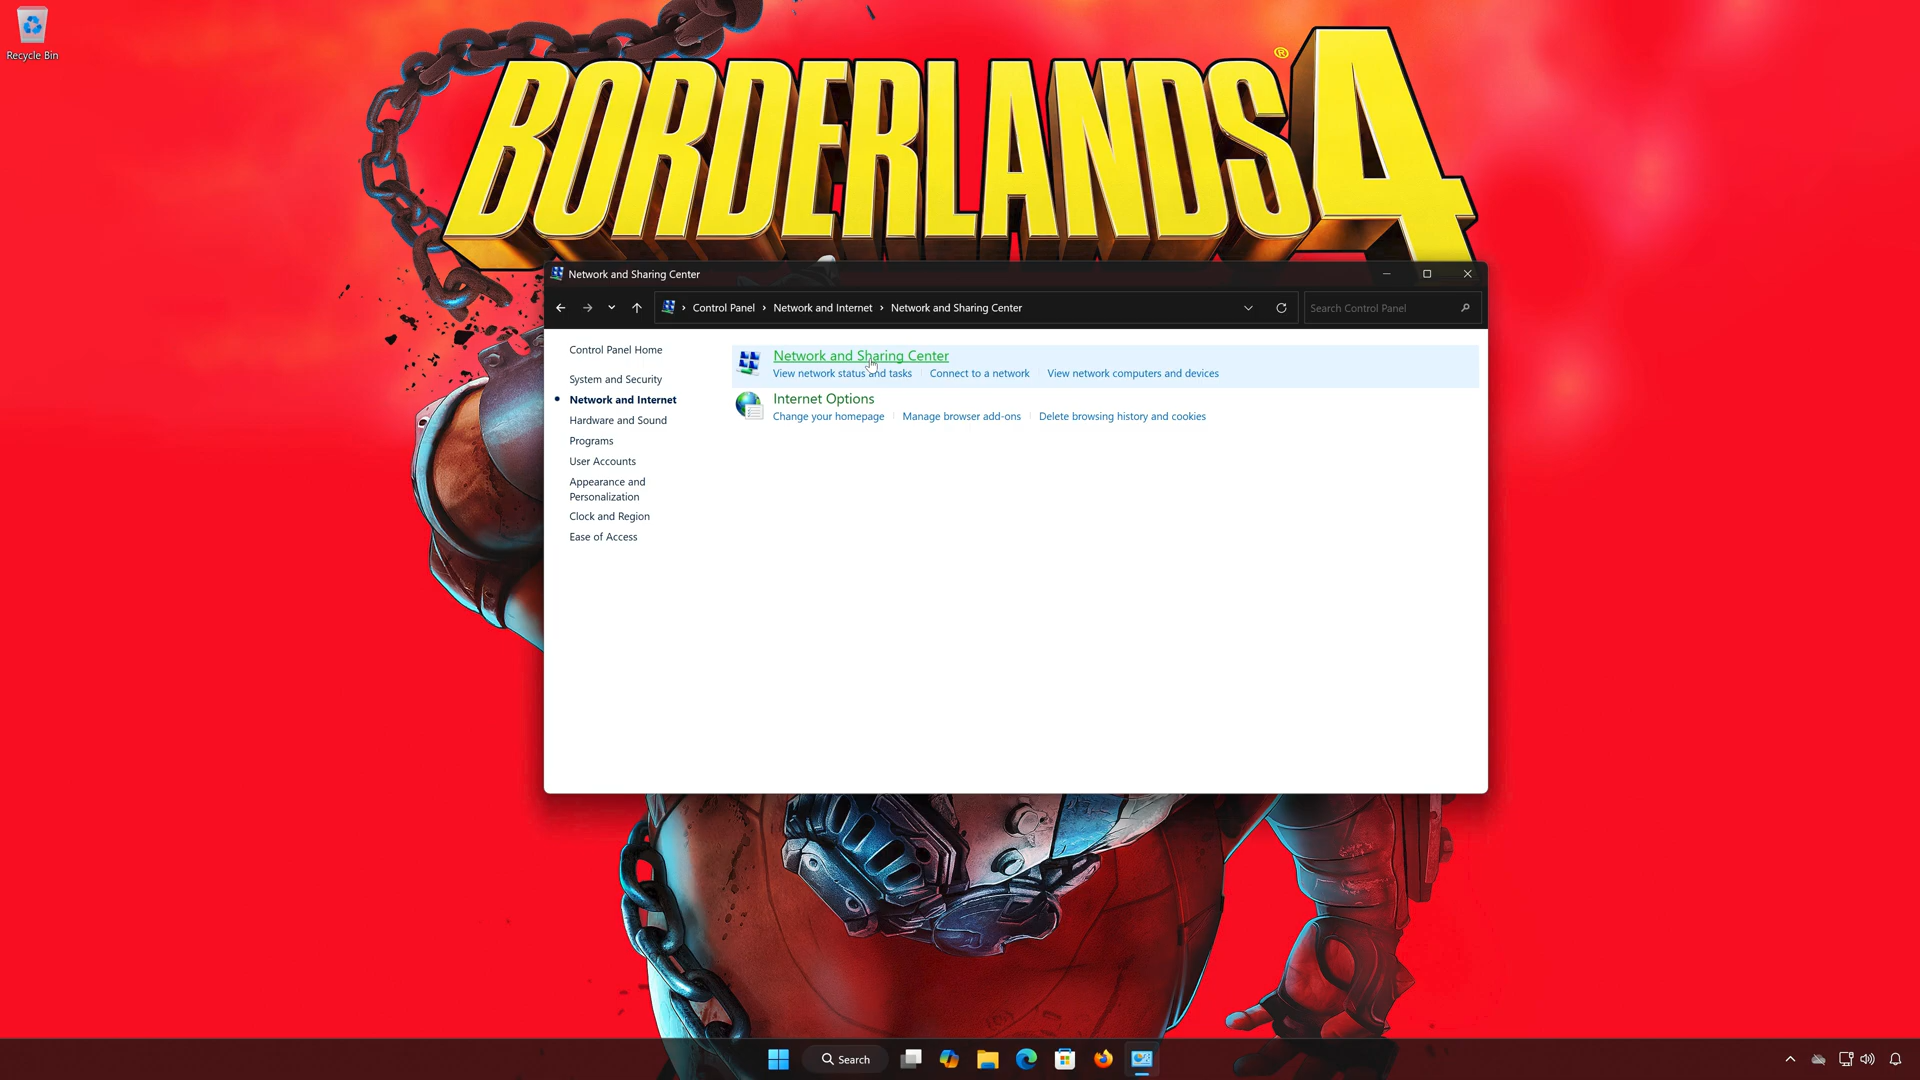 Recycle Bin
BORDERLANDS 4
®
Network and Sharing Center
Control Panel › Network and Internet › Network and Sharing Center
Search Control Panel
Control Panel Home
System and Security
Network and Internet
Hardware and Sound
Programs
User Accounts
Appearance and
Personalization
Clock and Region
Ease of Access
Network and Sharing Center
View network status and tasks
Connect to a network
View network computers and devices
Internet Options
Change your homepage
Manage browser add-ons
Delete browsing history and cookies
Search